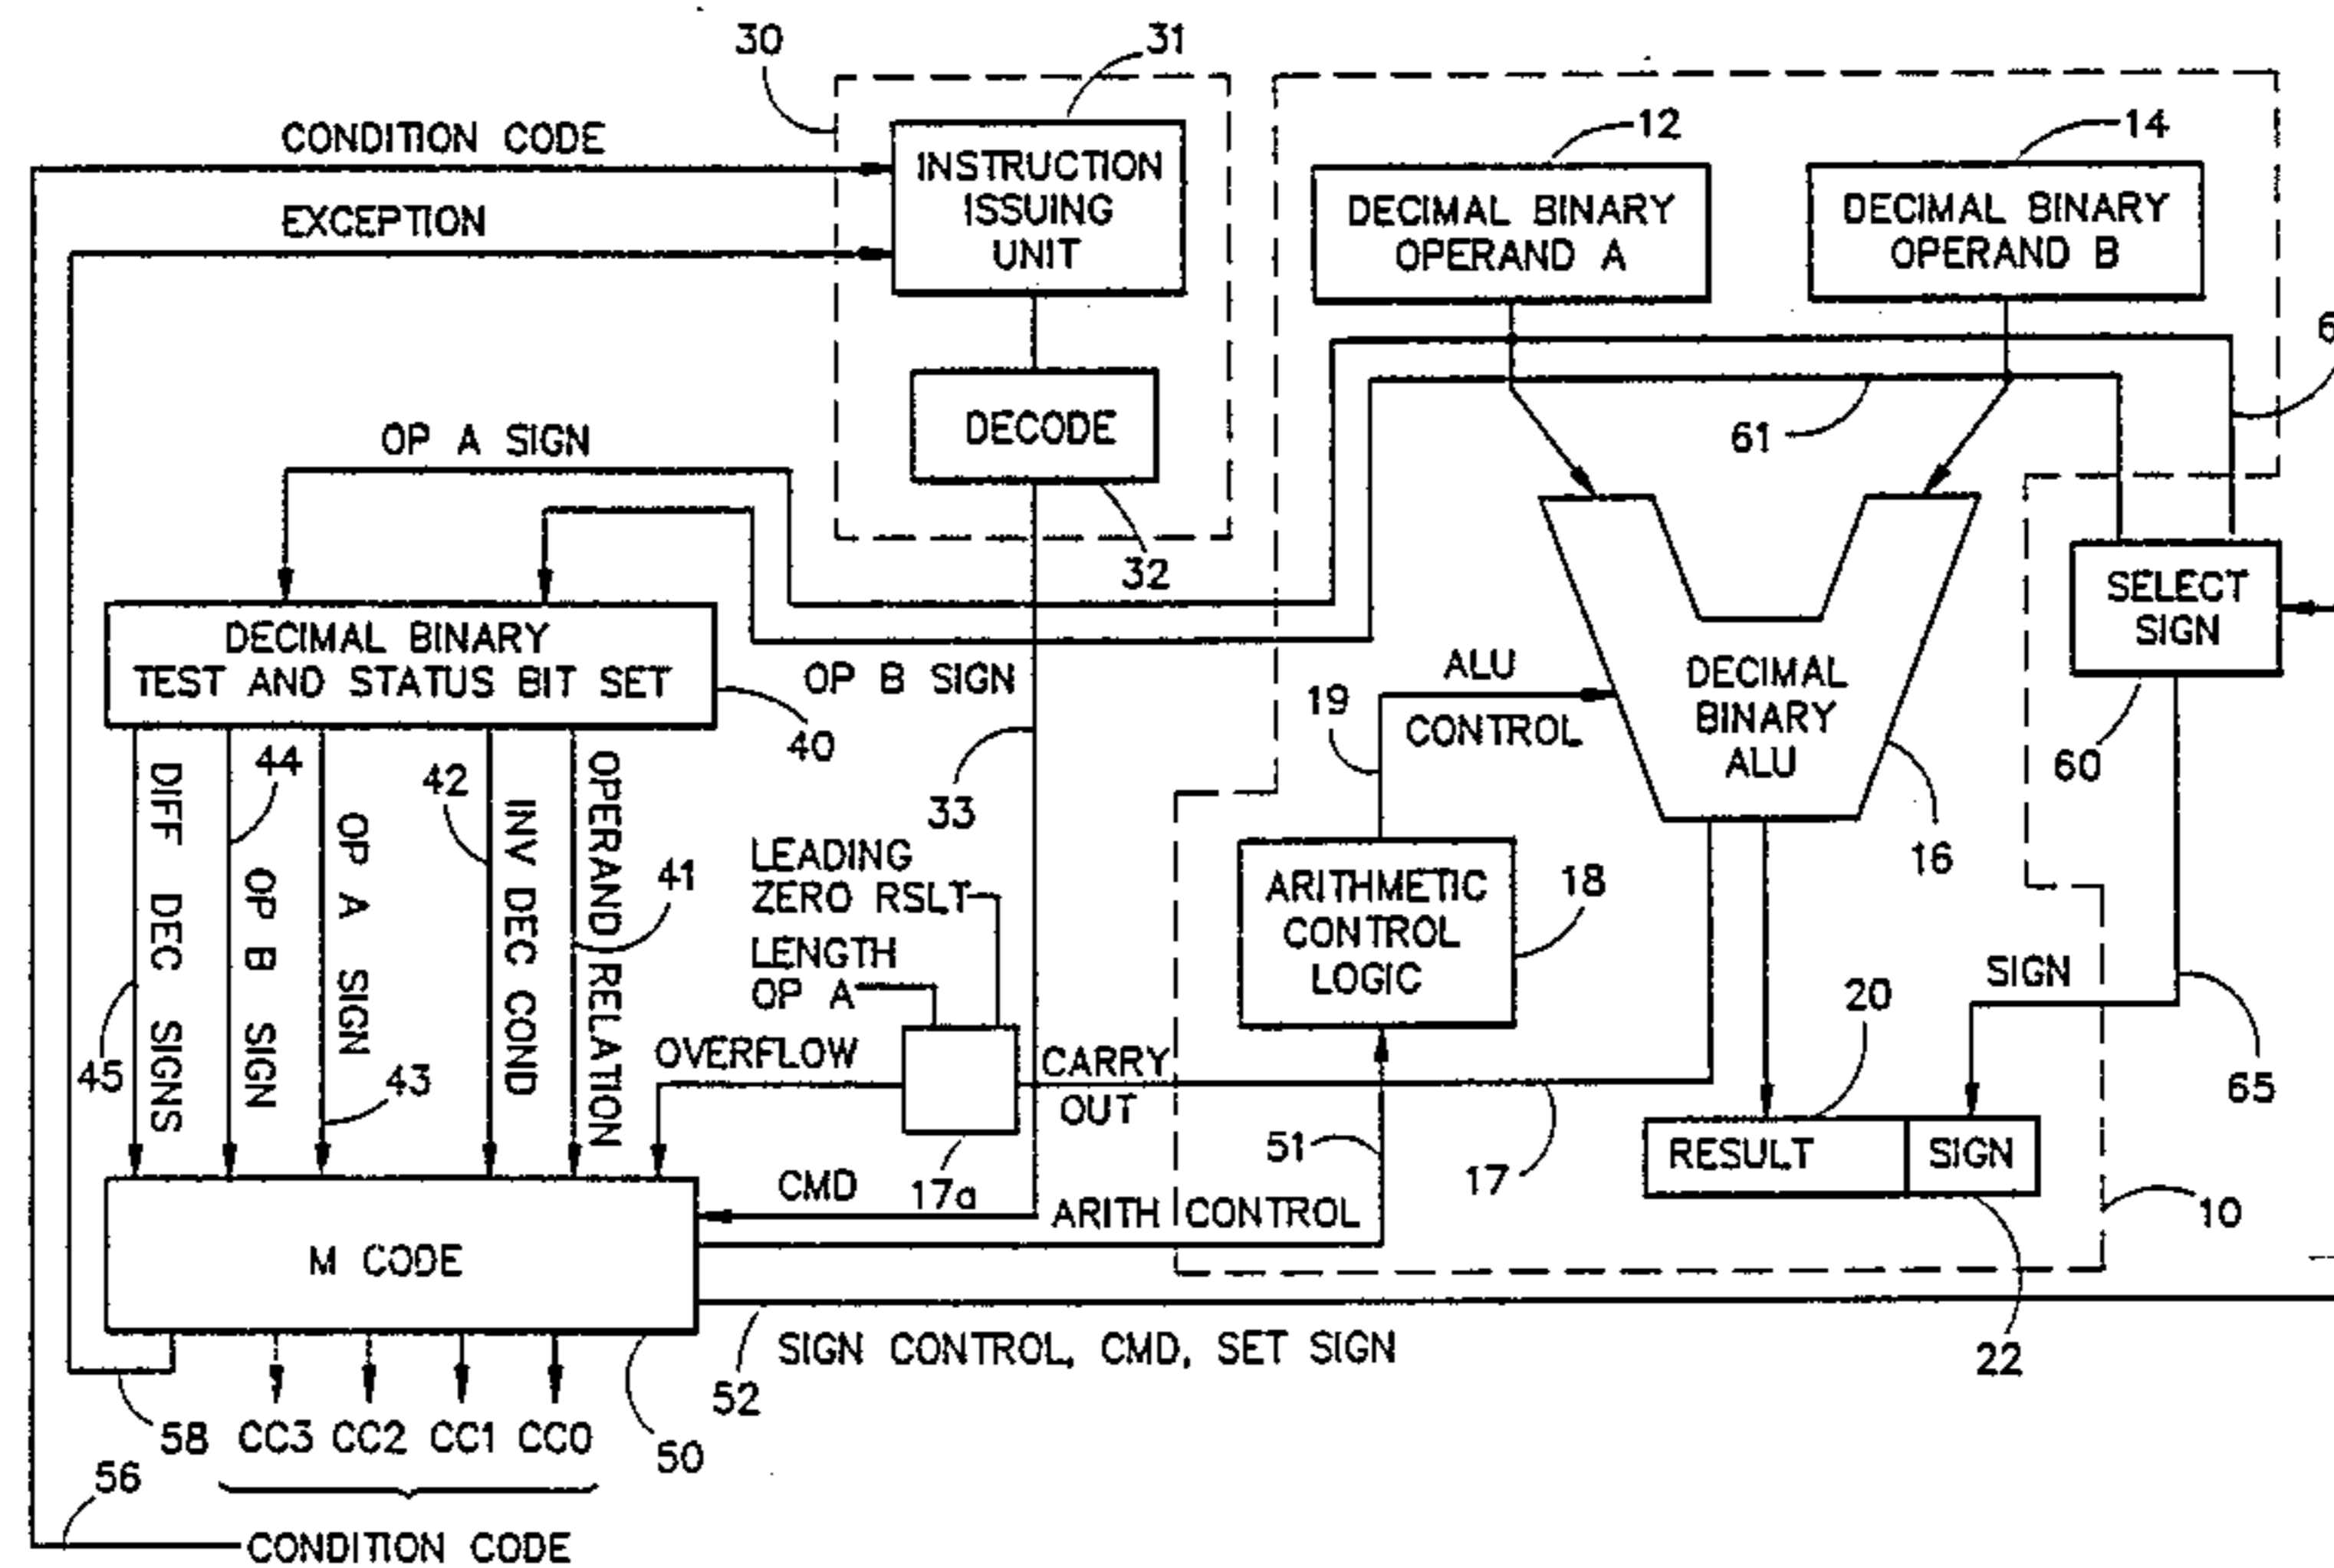 30
31
12
14
CONDITION CODE
EXCEPTION
INSTRUCTION
ISSUING
UNIT
DECIMAL BINARY
OPERAND A
DECIMAL BINARY
OPERAND B
DECODE
32
61
OP A SIGN
OP B SIGN
DECIMAL BINARY
TEST AND STATUS BIT SET
40
SELECT
SIGN
60
ALU
CONTROL
19
DECIMAL
BINARY
ALU
16
33
DIFF DEC SIGNS
45
44
OP B SIGN
OP A SIGN
43
42
INV DEC COND
OPERAND RELATION
41
LEADING
ZERO RSLT
LENGTH
OP A
ARITHMETIC
CONTROL
LOGIC
18
OVERFLOW
CARRY
OUT
17a
17
51
20
SIGN
65
RESULT
SIGN
22
10
CMD
ARITH CONTROL
M CODE
SIGN CONTROL, CMD, SET SIGN
52
50
58
CC3 CC2 CC1 CC0
56
CONDITION CODE